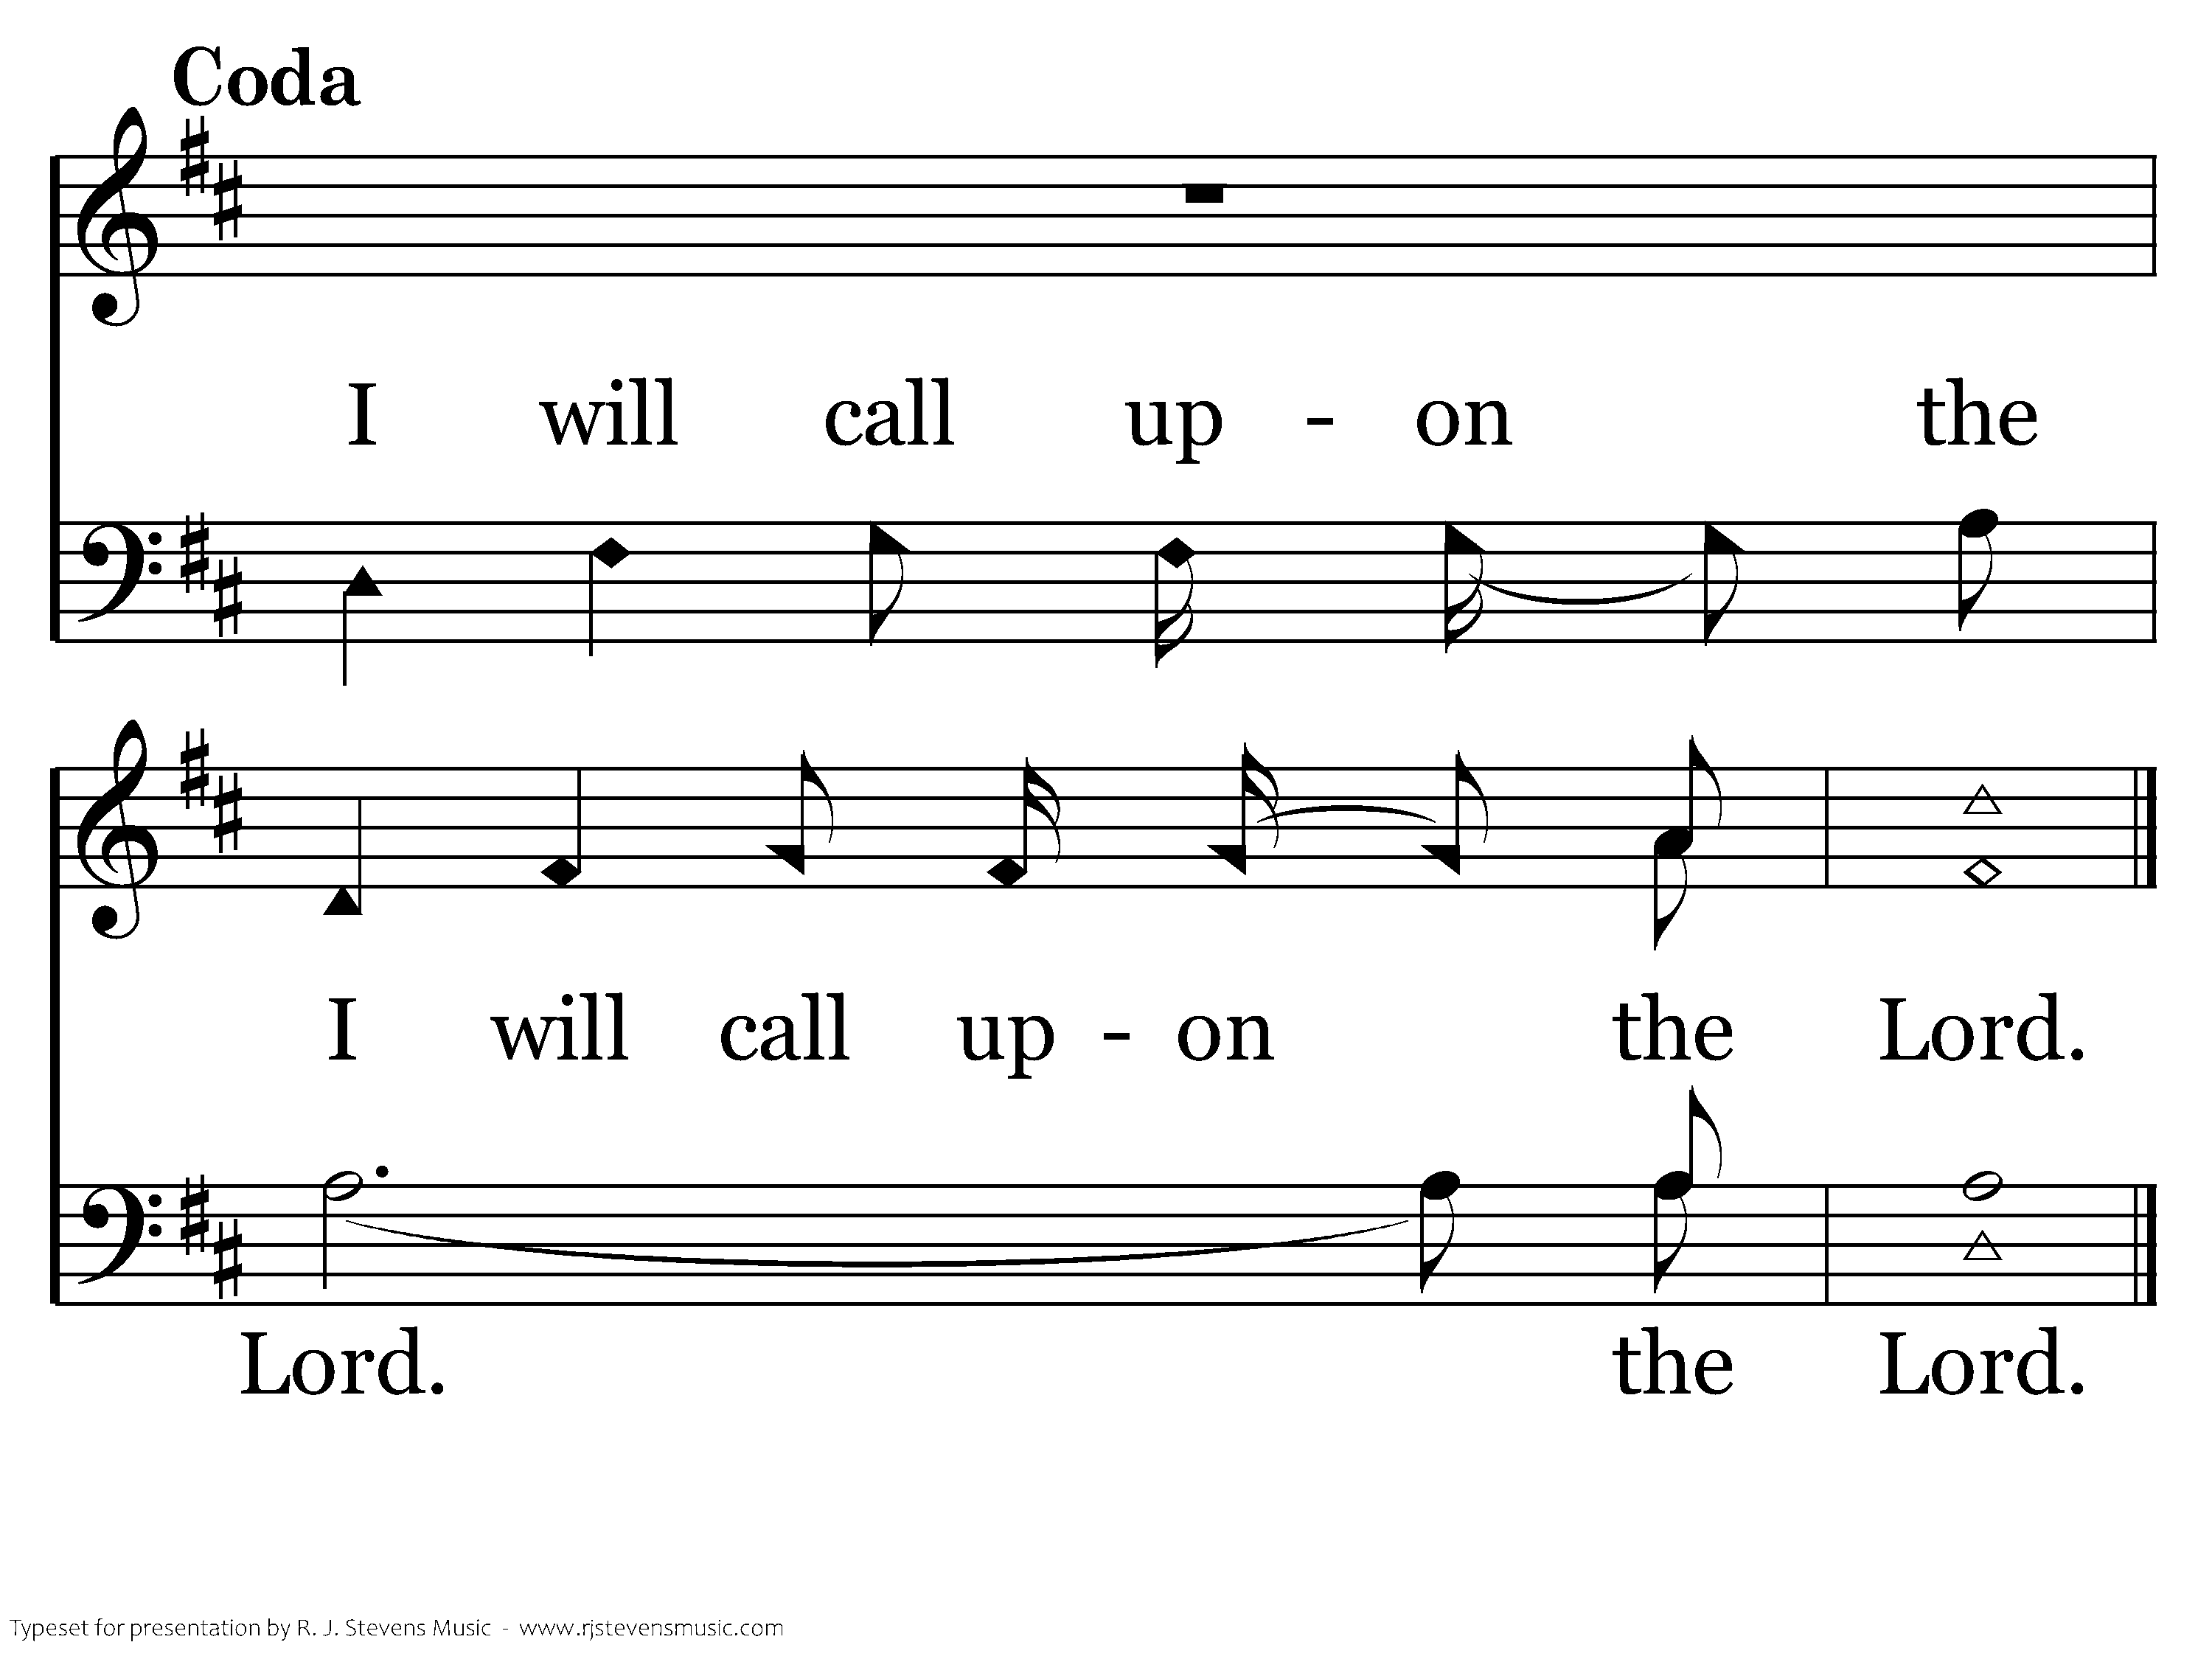 Coda
I will call up - on the
I will call up - on the Lord.
Lord. the Lord.
Typeset for presentation by R. J. Stevens Music - www.rjstevensmusic.com